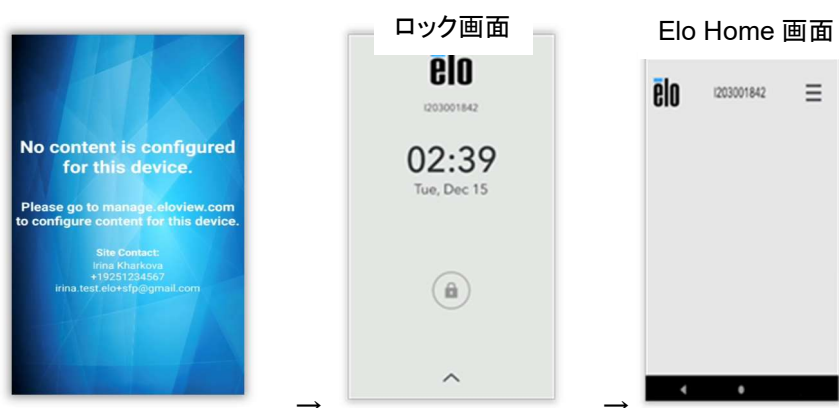 No content is configured
for this device.
Please go to manage.eloview.com
to configure content for this device.
Site Contact:
Irina Kharkova
+19251234567
irina.test.elo+sfp@gmail.com
→
ロック画面
ēlo
I203001842
02:39
Tue, Dec 15
→
Elo Home 画面
ēlo
I203001842